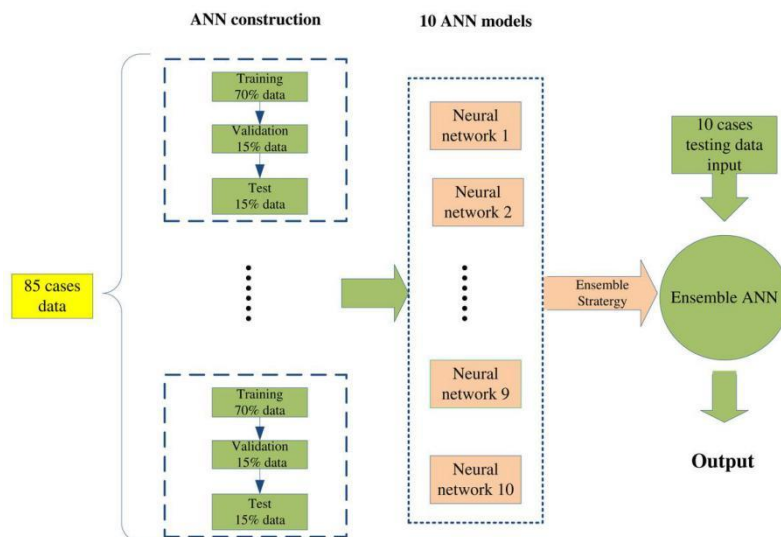 ANN construction
10 ANN models
Training
70% data
Validation
15% data
Test
15% data
85 cases
data
Training
70% data
Validation
15% data
Test
15% data
Neural
network 1
Neural
network 2
Neural
network 9
Neural
network 10
Ensemble
Stratergy
10 cases
testing data
input
Ensemble ANN
Output